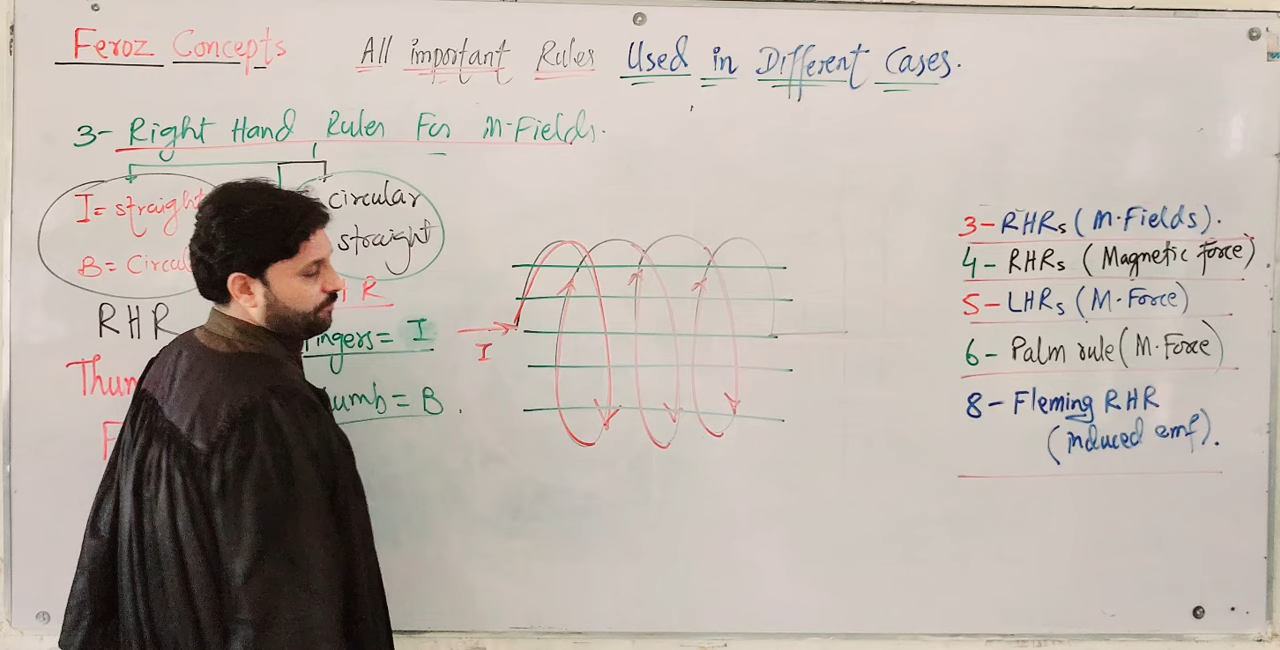 Feroz Concepts
All important Rules Used in Different Cases.
3- Right Hand Rules For M-Fields.
I = straight
B = Circul
circular
straight
RHR
R
Thum
ingers = I
umb = B.
F
I
3- RHRs (M.Fields).
4- RHRs (Magnetic Force)
5- LHRs (M-Force)
6- Palm rule (M.Force)
8- Fleming RHR
(induced emf).